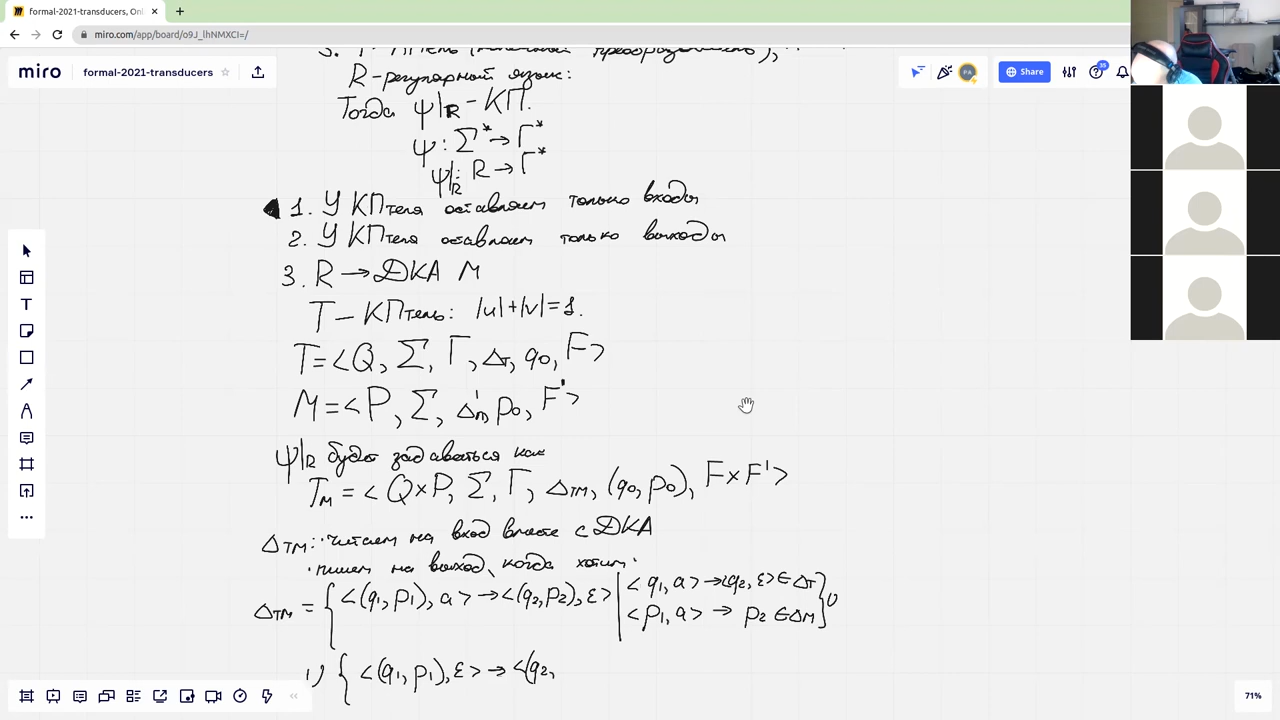 formal-2021-transducers, Onl
miro.com/app/board/o9J_lhNMXCI=/
miro
formal-2021-transducers
PA
Share
35
R – регулярный язык:
Тогда ψ|R – КП.
ψ: Σ* → Γ*
ψ|R: R → Γ*
1. У КПтеля оставляем только входы
2. У КПтеля оставляем только выходы
3. R → ДКА M
T – КПтель: |u|+|v|=1.
T = <Q, Σ, Γ, ΔT, q0, F>
M = <P, Σ, Δ'M, p0, F'>
ψ|R будет задаваться как
TM = <Q×P, Σ, Γ, ΔTM, (q0, p0), F×F'>
ΔTM: · читаем на вход вместе с ДКА
· пишем на выход, когда хотим.
ΔTM = { <(q1, p1), a> → <(q2, p2), ε> | <q1, a> → <q2, ε> ∈ ΔT
<p1, a> → p2 ∈ ΔM } ∪
∪ { <(q1, p1), ε> → <(q2,
71%